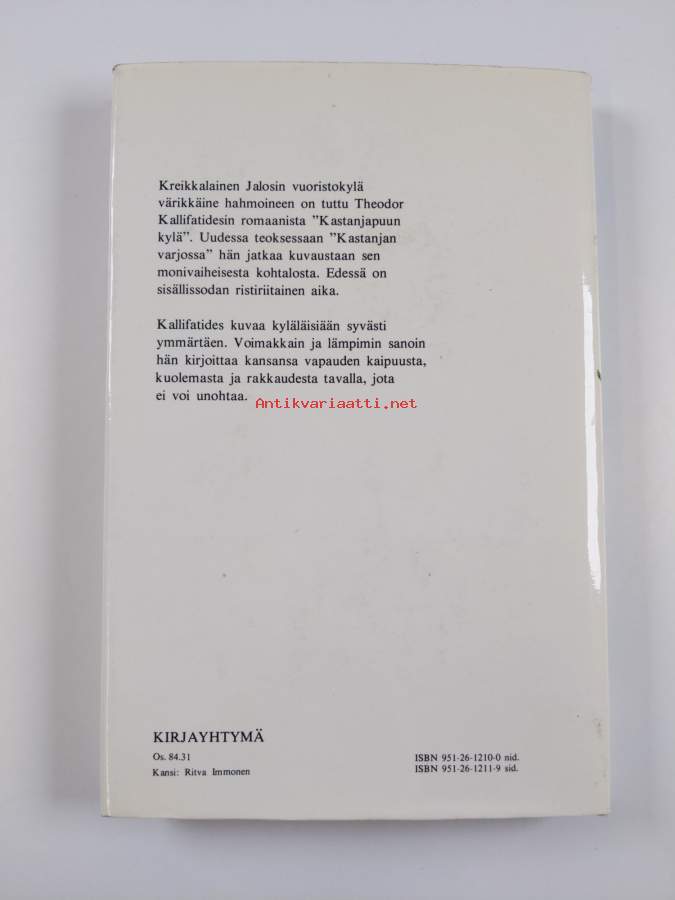 Kreikkalainen Jalosin vuoristokylä
värikkäine hahmoineen on tuttu Theodor
Kallifatidesin romaanista ”Kastanjapuun
kylä”. Uudessa teoksessaan ”Kastanjan
varjossa” hän jatkaa kuvaustaan sen
monivaiheisesta kohtalosta. Edessä on
sisällissodan ristiriitainen aika.
Kallifatides kuvaa kyläläisiään syvästi
ymmärtäen. Voimakkain ja lämpimin sanoin
hän kirjoittaa kansansa vapauden kaipuusta,
kuolemasta ja rakkaudesta tavalla, jota
ei voi unohtaa.
Antikvariaatti.net
KIRJAYHTYMÄ
Os. 84.31
Kansi: Ritva Immonen
ISBN 951-26-1210-0 nid.
ISBN 951-26-1211-9 sid.